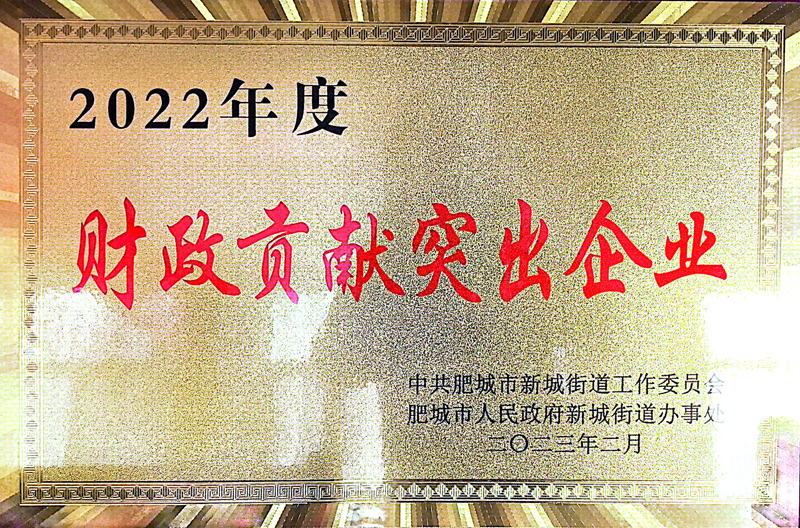 2022年度
财政贡献突出企业
中共肥城市新城街道工作委员会
肥城市人民政府新城街道办事处
二〇二三年二月